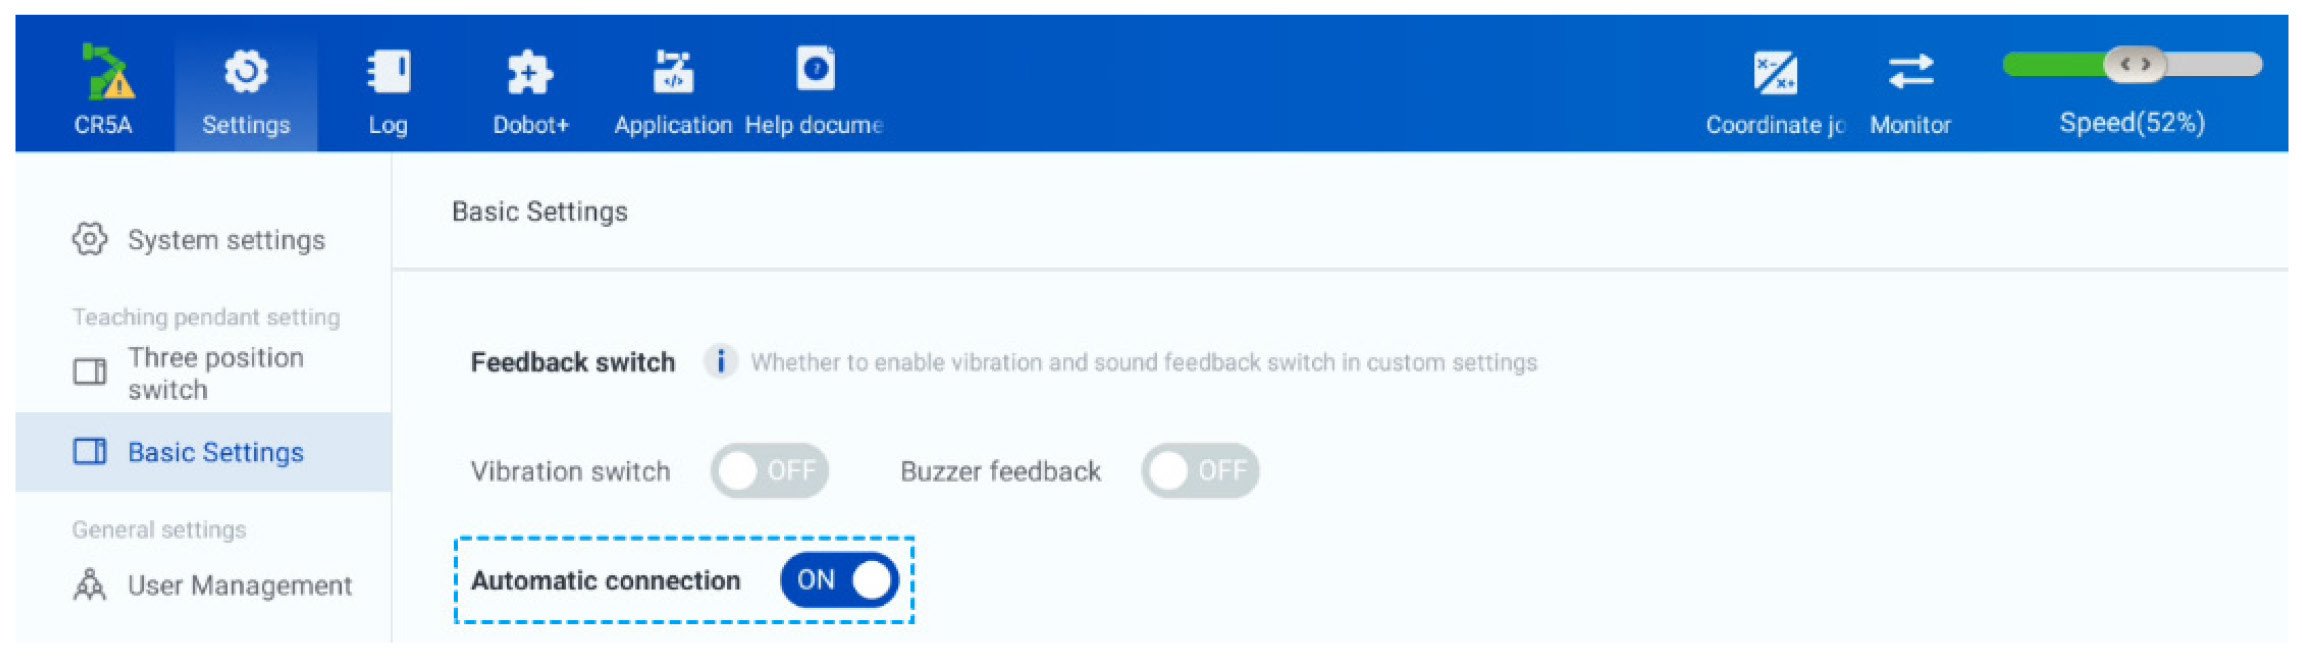 CR5A
Settings
Log
Dobot+
Application
Help docume
Coordinate jo
Monitor
Speed(52%)
System settings
Teaching pendant setting
Three position
switch
Basic Settings
General settings
User Management
Basic Settings
Feedback switch i Whether to enable vibration and sound feedback switch in custom settings
Vibration switch OFF Buzzer feedback OFF
Automatic connection ON